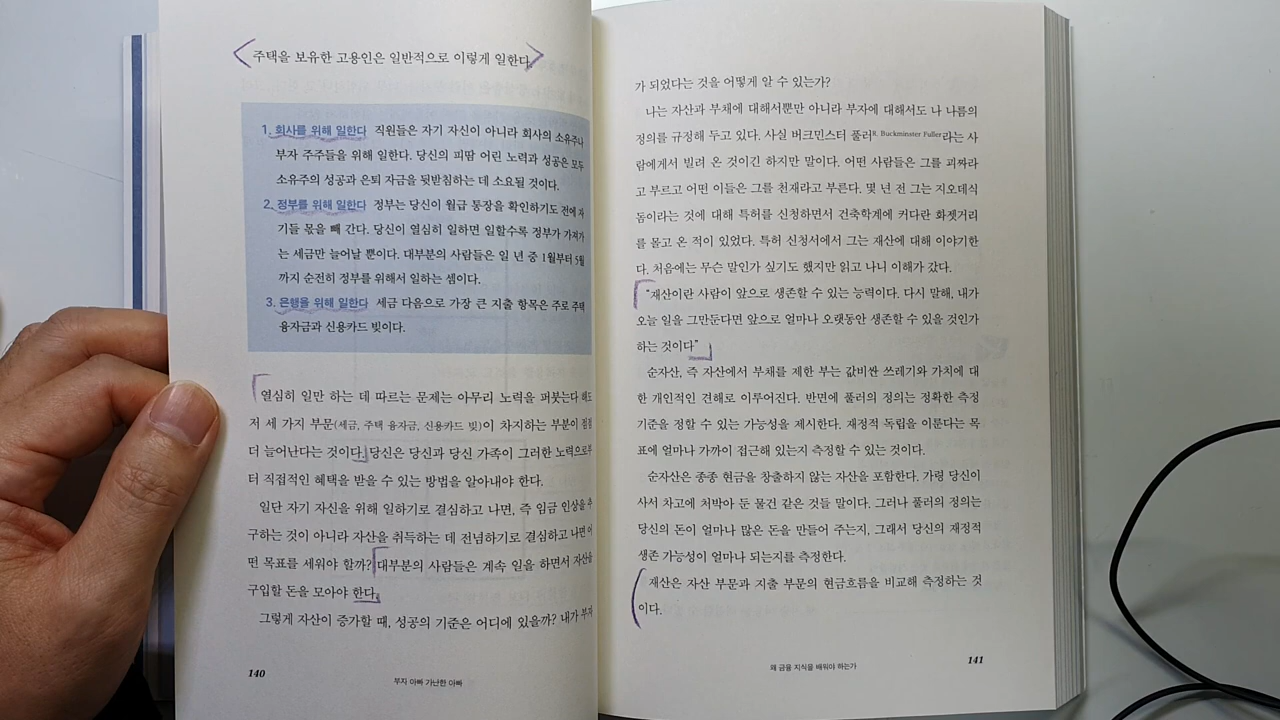 주택을 보유한 고용인은 일반적으로 이렇게 일한다.
1. 회사를 위해 일한다 직원들은 자기 자신이 아니라 회사의 소유주나
부자 주주들을 위해 일한다. 당신의 피땀 어린 노력과 성공은 모두
소유주의 성공과 은퇴 자금을 뒷받침하는 데 소요될 것이다.
2. 정부를 위해 일한다 정부는 당신이 월급 통장을 확인하기도 전에 자
기들 몫을 빼 간다. 당신이 열심히 일하면 일할수록 정부가 가져가
는 세금만 늘어날 뿐이다. 대부분의 사람들은 일 년 중 1월부터 5월
까지 순전히 정부를 위해서 일하는 셈이다.
3. 은행을 위해 일한다 세금 다음으로 가장 큰 지출 항목은 주로 주택
융자금과 신용카드 빚이다.
열심히 일만 하는 데 따르는 문제는 아무리 노력을 퍼붓는다 해도
저 세 가지 부문(세금, 주택 융자금, 신용카드 빚)이 차지하는 부분이 점점
더 늘어난다는 것이다. 당신은 당신과 당신 가족이 그러한 노력으로부
터 직접적인 혜택을 받을 수 있는 방법을 알아내야 한다.
일단 자기 자신을 위해 일하기로 결심하고 나면, 즉 임금 인상을 추
구하는 것이 아니라 자산을 취득하는 데 전념하기로 결심하고 나면 어
떤 목표를 세워야 할까? 대부분의 사람들은 계속 일을 하면서 자산을
구입할 돈을 모아야 한다.
그렇게 자산이 증가할 때, 성공의 기준은 어디에 있을까? 내가 부자
140
부자 아빠 가난한 아빠
가 되었다는 것을 어떻게 알 수 있는가?
나는 자산과 부채에 대해서뿐만 아니라 부자에 대해서도 나 나름의
정의를 규정해 두고 있다. 사실 버크민스터 풀러R. Buckminster Fuller라는 사
람에게서 빌려 온 것이긴 하지만 말이다. 어떤 사람들은 그를 괴짜라
고 부르고 어떤 이들은 그를 천재라고 부른다. 몇 년 전 그는 지오데식
돔이라는 것에 대해 특허를 신청하면서 건축학계에 커다란 화젯거리
를 몰고 온 적이 있었다. 특허 신청서에서 그는 재산에 대해 이야기한
다. 처음에는 무슨 말인가 싶기도 했지만 읽고 나니 이해가 갔다.
"재산이란 사람이 앞으로 생존할 수 있는 능력이다. 다시 말해, 내가
오늘 일을 그만둔다면 앞으로 얼마나 오랫동안 생존할 수 있을 것인가
하는 것이다"
순자산, 즉 자산에서 부채를 제한 부는 값비싼 쓰레기와 가치에 대
한 개인적인 견해로 이루어진다. 반면에 풀러의 정의는 정확한 측정
기준을 정할 수 있는 가능성을 제시한다. 재정적 독립을 이룬다는 목
표에 얼마나 가까이 접근해 있는지 측정할 수 있는 것이다.
순자산은 종종 현금을 창출하지 않는 자산을 포함한다. 가령 당신이
사서 차고에 처박아 둔 물건 같은 것들 말이다. 그러나 풀러의 정의는
당신의 돈이 얼마나 많은 돈을 만들어 주는지, 그래서 당신의 재정적
생존 가능성이 얼마나 되는지를 측정한다.
재산은 자산 부문과 지출 부문의 현금흐름을 비교해 측정하는 것
이다.
왜 금융 지식을 배워야 하는가
141